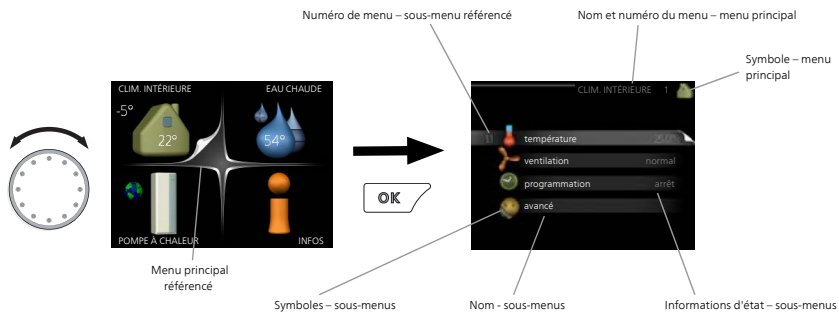 Numéro de menu – sous-menu référencé
Nom et numéro du menu – menu principal
Symbole – menu
principal
CLIM. INTÉRIEURE
EAU CHAUDE
-5°
22°
54°
POMPE À CHALEUR
INFOS
OK
CLIM. INTÉRIEURE 1
1.1 température
ventilation normal
programmation arrêt
avancé
Menu principal
référencé
Symboles – sous-menus
Nom - sous-menus
Informations d'état – sous-menus